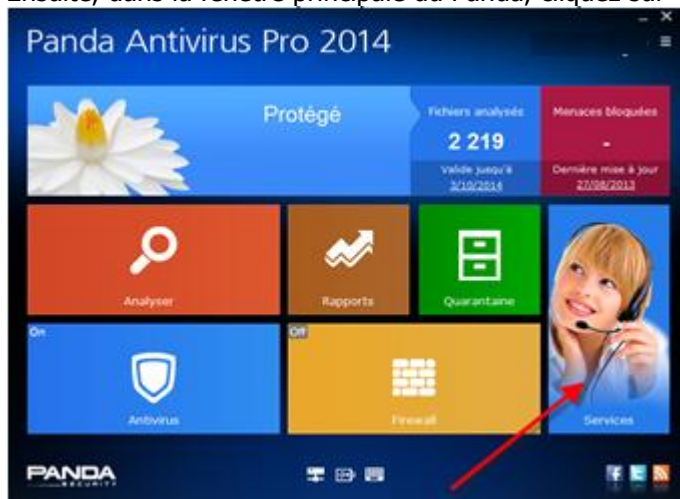 Ensuite, dans la fenêtre principale du Panda, cliquez sur
Panda Antivirus Pro 2014
Protégé
Fichiers analysés
2 219
Valide jusqu'à
3/10/2014
Menaces bloquées
-
Dernière mise à jour
27/08/2013
Analyser
Rapports
Quarantaine
On
Antivirus
Off
Firewall
Services
PANDA
SECURITY